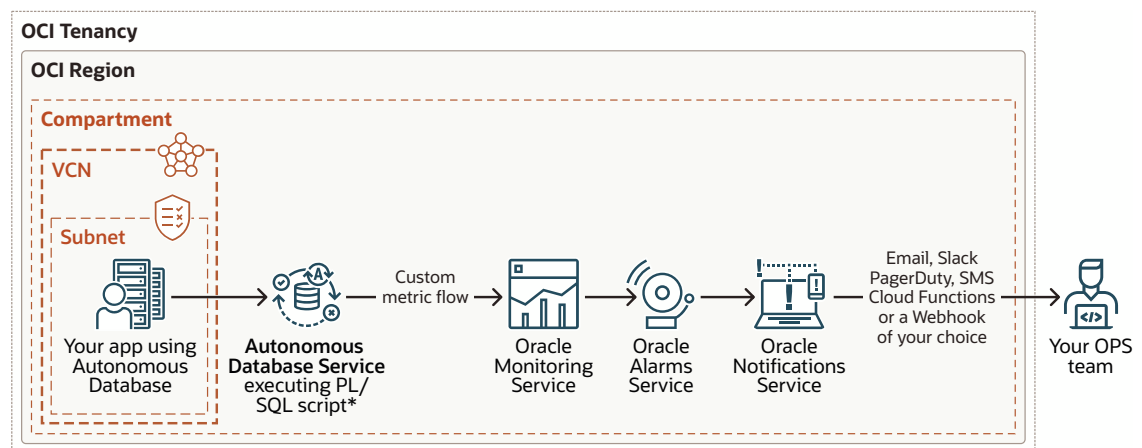 OCI Tenancy
OCI Region
Compartment
VCN
Subnet
Your app using
Autonomous
Database
A
Autonomous
Database Service
executing PL/
SQL script*
Custom
metric flow
Oracle
Monitoring
Service
Oracle
Alarms
Service
!
!
Oracle
Notifications
Service
Email, Slack
PagerDuty, SMS
Cloud Functions
or a Webhook
of your choice
</>
Your OPS
team